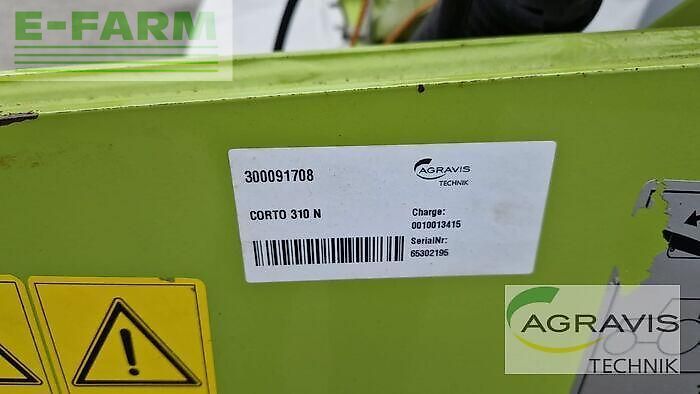 E-FARM
300091708
AGRAVIS
TECHNIK
CORTO 310 N
Charge:
0010013415
SerialNr:
65302195
AGRAVIS
TECHNIK